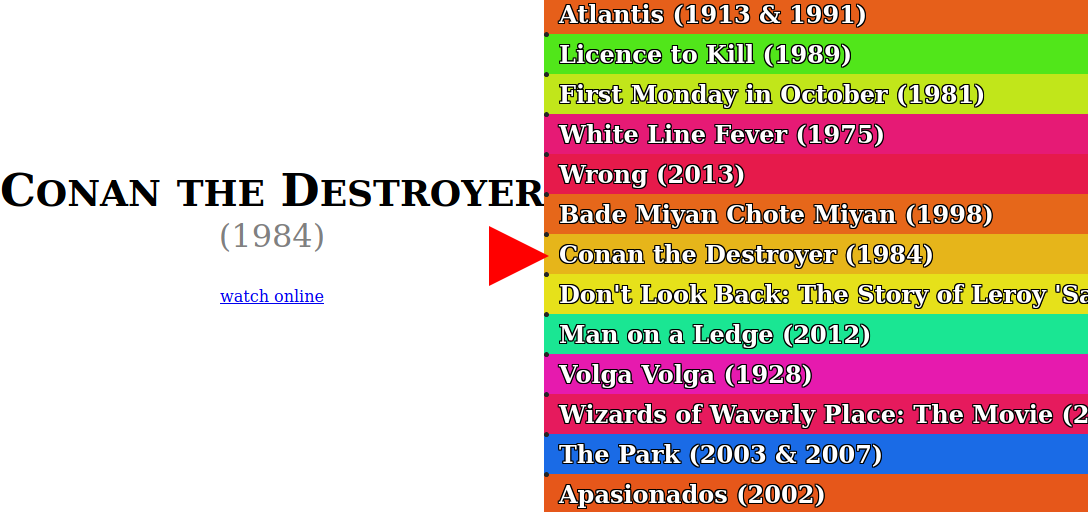 Conan the Destroyer
(1984)
watch online
Atlantis (1913 & 1991)
Licence to Kill (1989)
First Monday in October (1981)
White Line Fever (1975)
Wrong (2013)
Bade Miyan Chote Miyan (1998)
Conan the Destroyer (1984)
Don't Look Back: The Story of Leroy 'Sa
Man on a Ledge (2012)
Volga Volga (1928)
Wizards of Waverly Place: The Movie (2
The Park (2003 & 2007)
Apasionados (2002)